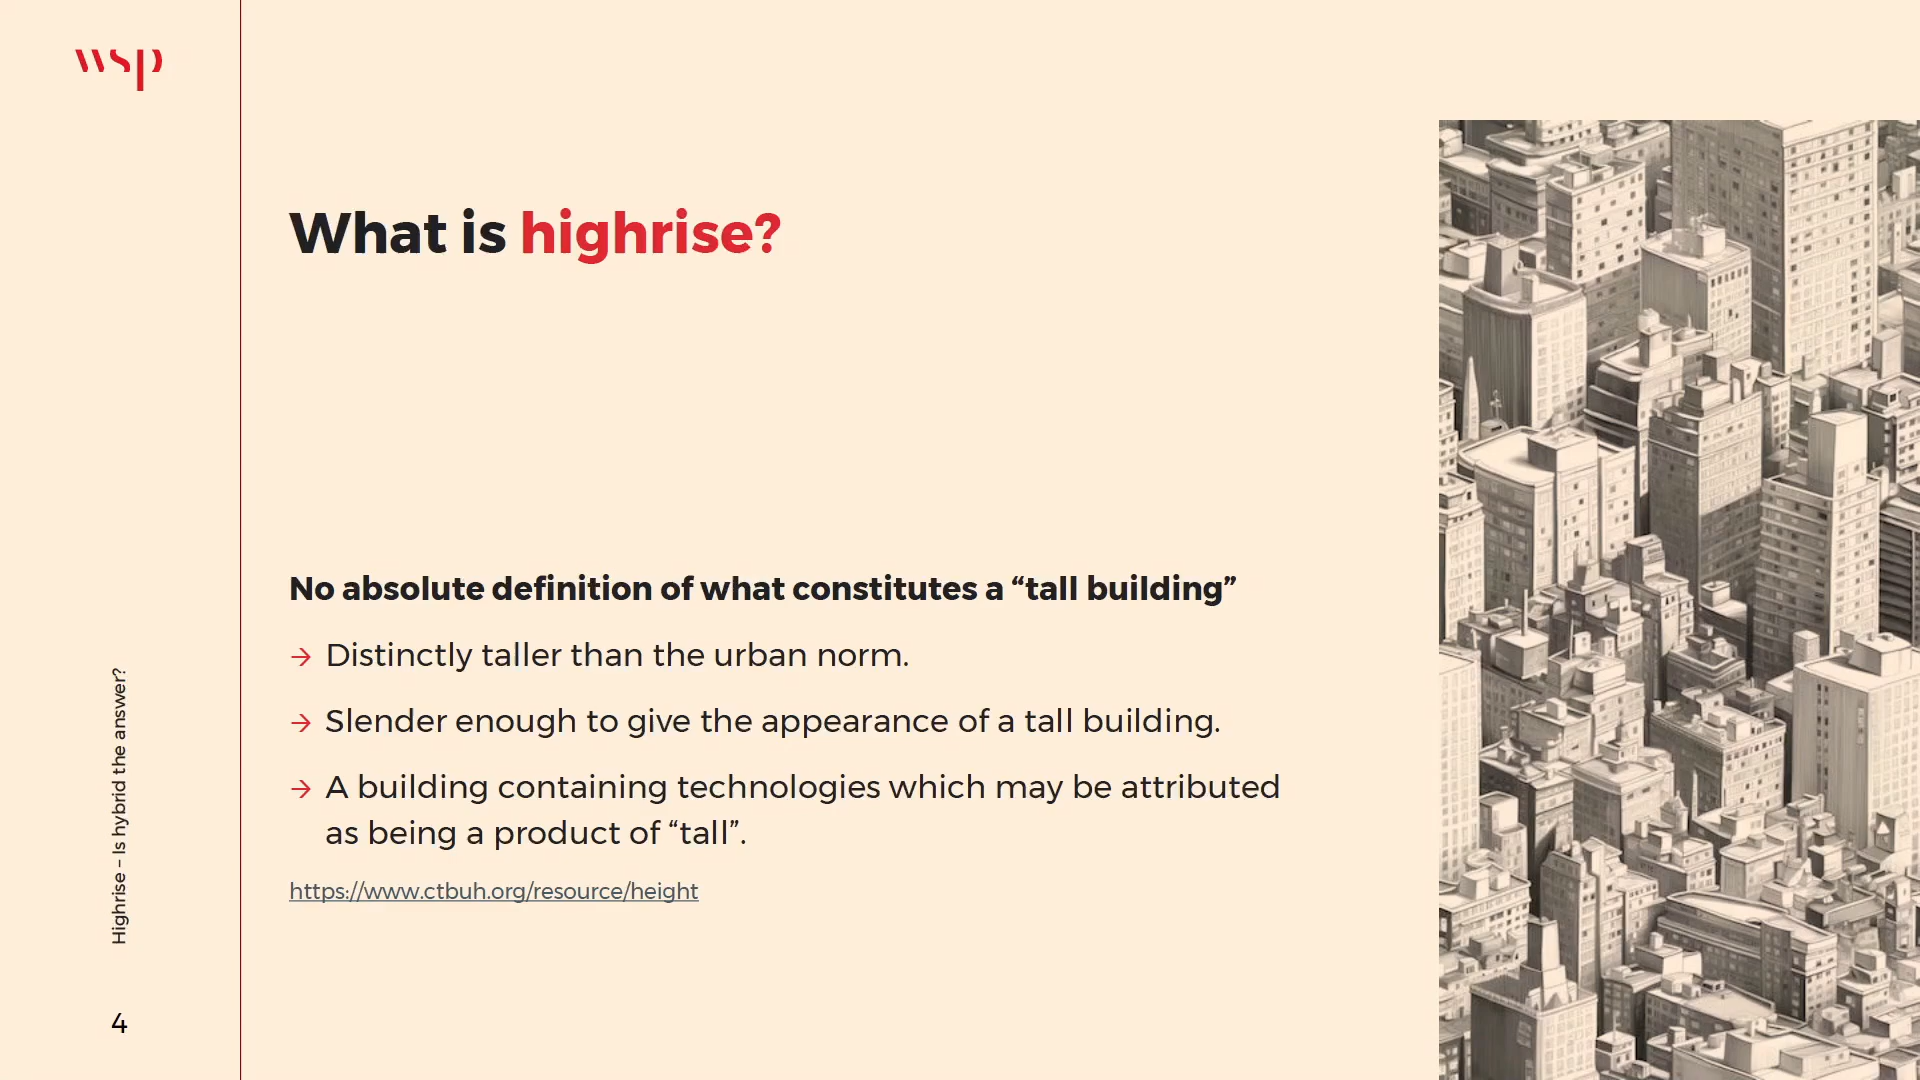 wsp
What is highrise?
No absolute definition of what constitutes a “tall building”
→ Distinctly taller than the urban norm.
→ Slender enough to give the appearance of a tall building.
→ A building containing technologies which may be attributed
as being a product of “tall”.
https://www.ctbuh.org/resource/height
Highrise – Is hybrid the answer?
4